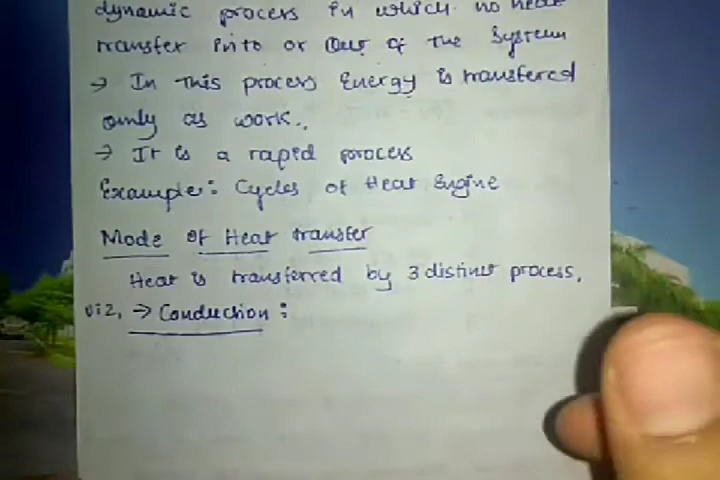 dynamic process in which no heat
transfer into or Out of the System
→ In this process Energy is transfered
only as work.
→ It is a rapid process
Example: Cycles of Heat Engine
Mode of Heat transfer
Heat is transferred by 3 distinct process,
viz, → Conduction: